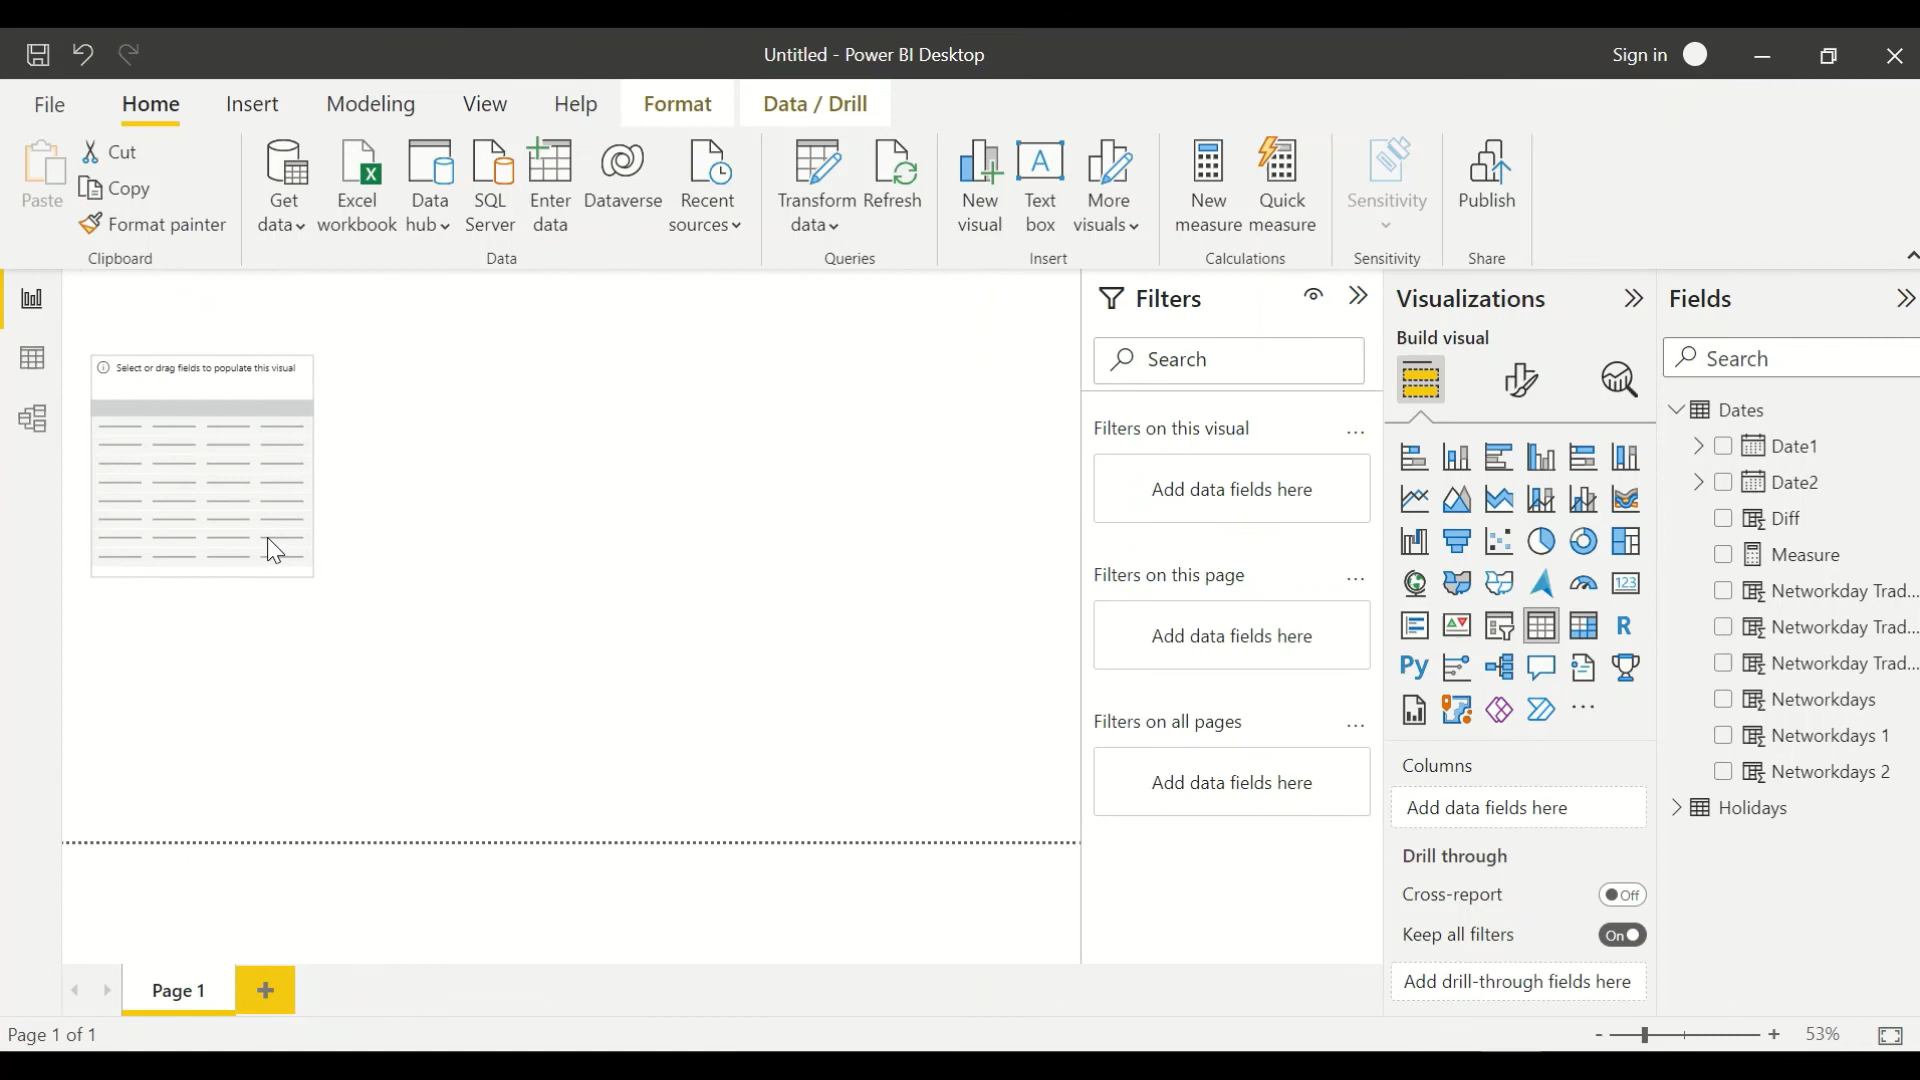 Untitled - Power BI Desktop
Sign in
File
Home
Insert
Modeling
View
Help
Format
Data / Drill
Paste
Cut
Copy
Format painter
Clipboard
Get data
Excel workbook
Data hub
SQL Server
Enter data
Dataverse
Recent sources
Data
Transform data
Refresh
Queries
New visual
A
Text box
More visuals
Insert
New measure
Quick measure
Calculations
Sensitivity
Sensitivity
Publish
Share
Select or drag fields to populate this visual
Filters
Search
Filters on this visual
...
Add data fields here
Filters on this page
...
Add data fields here
Filters on all pages
...
Add data fields here
Visualizations
Build visual
123
R
Py
...
Columns
Add data fields here
Drill through
Cross-report
Off
Keep all filters
On
Add drill-through fields here
Fields
Search
Dates
Date1
Date2
Diff
Measure
Networkday Trad...
Networkday Trad...
Networkday Trad...
Networkdays
Networkdays 1
Networkdays 2
Holidays
Page 1
+
Page 1 of 1
-
+
53%